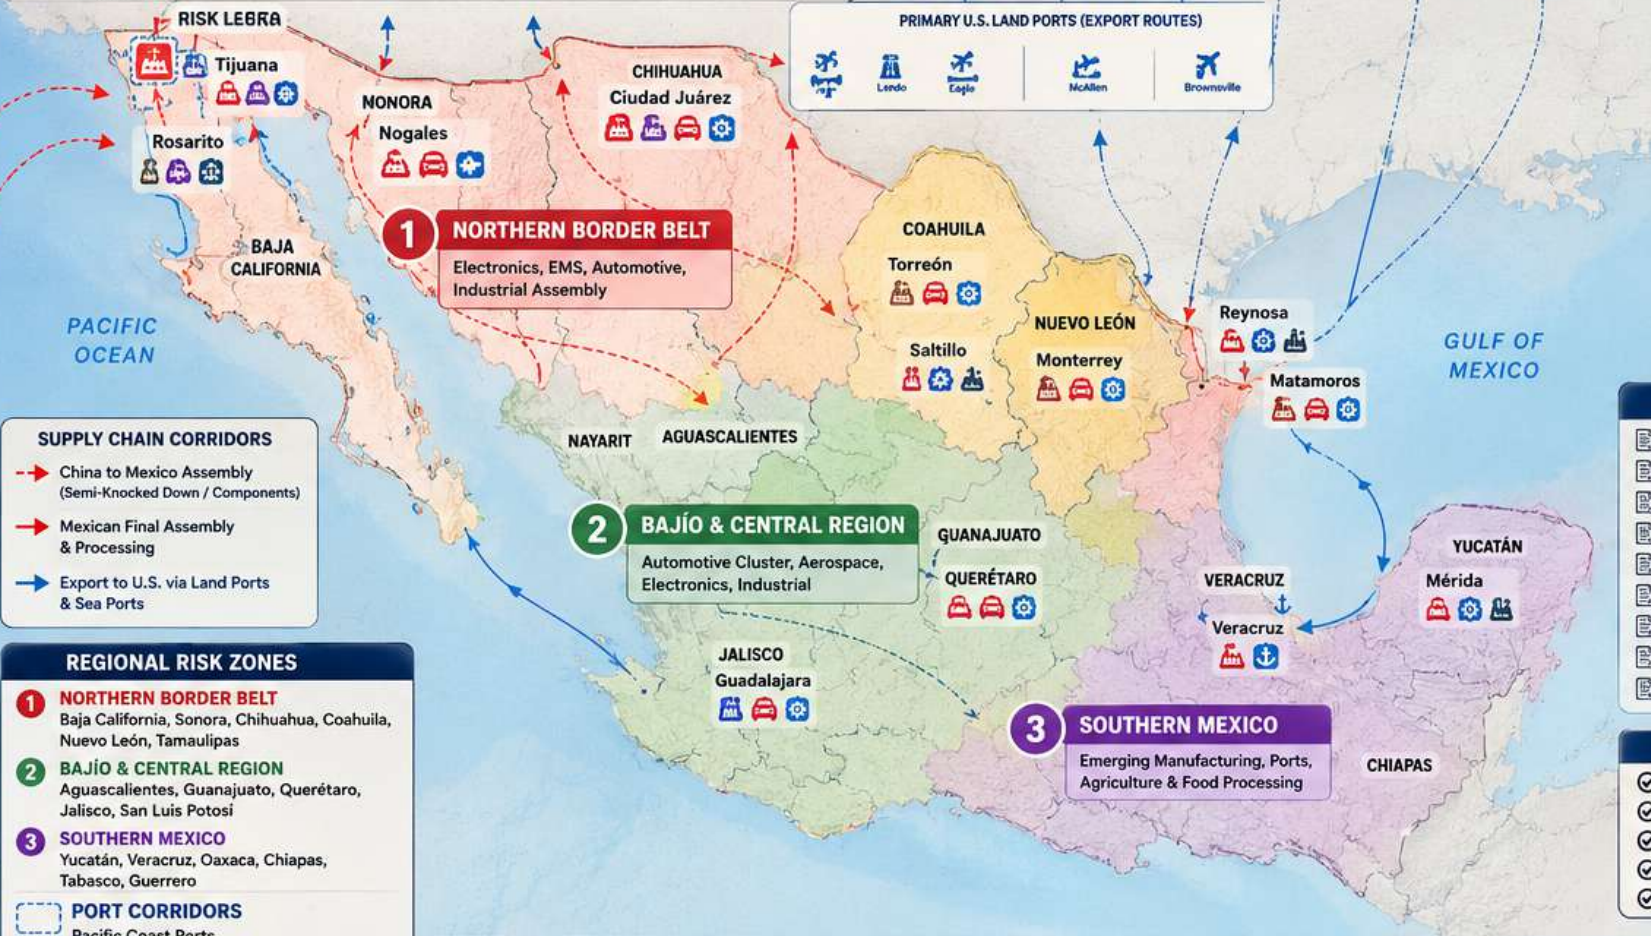 RISK LEGRA
Tijuana
Rosarito
NONORA
Nogales
CHIHUAHUA
Ciudad Juárez
PRIMARY U.S. LAND PORTS (EXPORT ROUTES)
McAllen
Brownsville
1
NORTHERN BORDER BELT
Electronics, EMS, Automotive,
Industrial Assembly
BAJA
CALIFORNIA
PACIFIC
OCEAN
COAHUILA
Torreón
Saltillo
NUEVO LEÓN
Monterrey
Reynosa
Matamoros
GULF OF
MEXICO
SUPPLY CHAIN CORRIDORS
China to Mexico Assembly
(Semi-Knocked Down / Components)
Mexican Final Assembly
& Processing
Export to U.S. via Land Ports
& Sea Ports
NAYARIT
AGUASCALIENTES
2
BAJÍO & CENTRAL REGION
Automotive Cluster, Aerospace,
Electronics, Industrial
GUANAJUATO
QUERÉTARO
JALISCO
Guadalajara
VERACRUZ
Veracruz
YUCATÁN
Mérida
3
SOUTHERN MEXICO
Emerging Manufacturing, Ports,
Agriculture & Food Processing
CHIAPAS
REGIONAL RISK ZONES
1
NORTHERN BORDER BELT
Baja California, Sonora, Chihuahua, Coahuila,
Nuevo León, Tamaulipas
2
BAJÍO & CENTRAL REGION
Aguascalientes, Guanajuato, Querétaro,
Jalisco, San Luis Potosí
3
SOUTHERN MEXICO
Yucatán, Veracruz, Oaxaca, Chiapas,
Tabasco, Guerrero
PORT CORRIDORS
Pacific Coast Ports